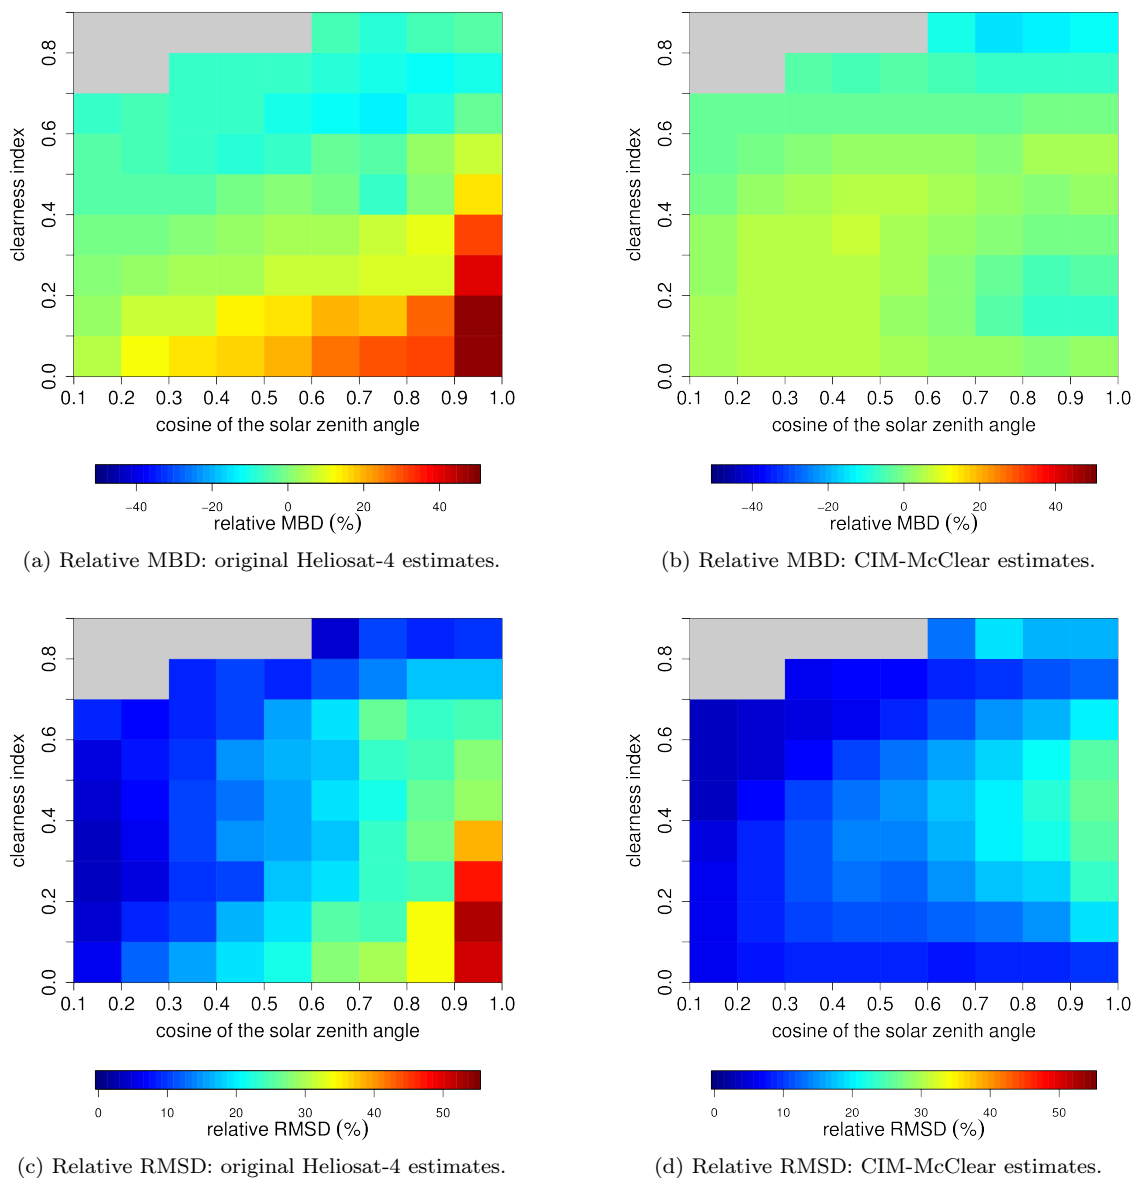 clearness index
0.8
0.6
0.4
0.2
0.0
0.1 0.2 0.3 0.4 0.5 0.6 0.7 0.8 0.9 1.0
cosine of the solar zenith angle
−40 −20 0 20 40
relative MBD (%)
(a) Relative MBD: original Heliosat-4 estimates.
clearness index
0.8
0.6
0.4
0.2
0.0
0.1 0.2 0.3 0.4 0.5 0.6 0.7 0.8 0.9 1.0
cosine of the solar zenith angle
−40 −20 0 20 40
relative MBD (%)
(b) Relative MBD: CIM-McClear estimates.
clearness index
0.8
0.6
0.4
0.2
0.0
0.1 0.2 0.3 0.4 0.5 0.6 0.7 0.8 0.9 1.0
cosine of the solar zenith angle
0 10 20 30 40 50
relative RMSD (%)
(c) Relative RMSD: original Heliosat-4 estimates.
clearness index
0.8
0.6
0.4
0.2
0.0
0.1 0.2 0.3 0.4 0.5 0.6 0.7 0.8 0.9 1.0
cosine of the solar zenith angle
0 10 20 30 40 50
relative RMSD (%)
(d) Relative RMSD: CIM-McClear estimates.